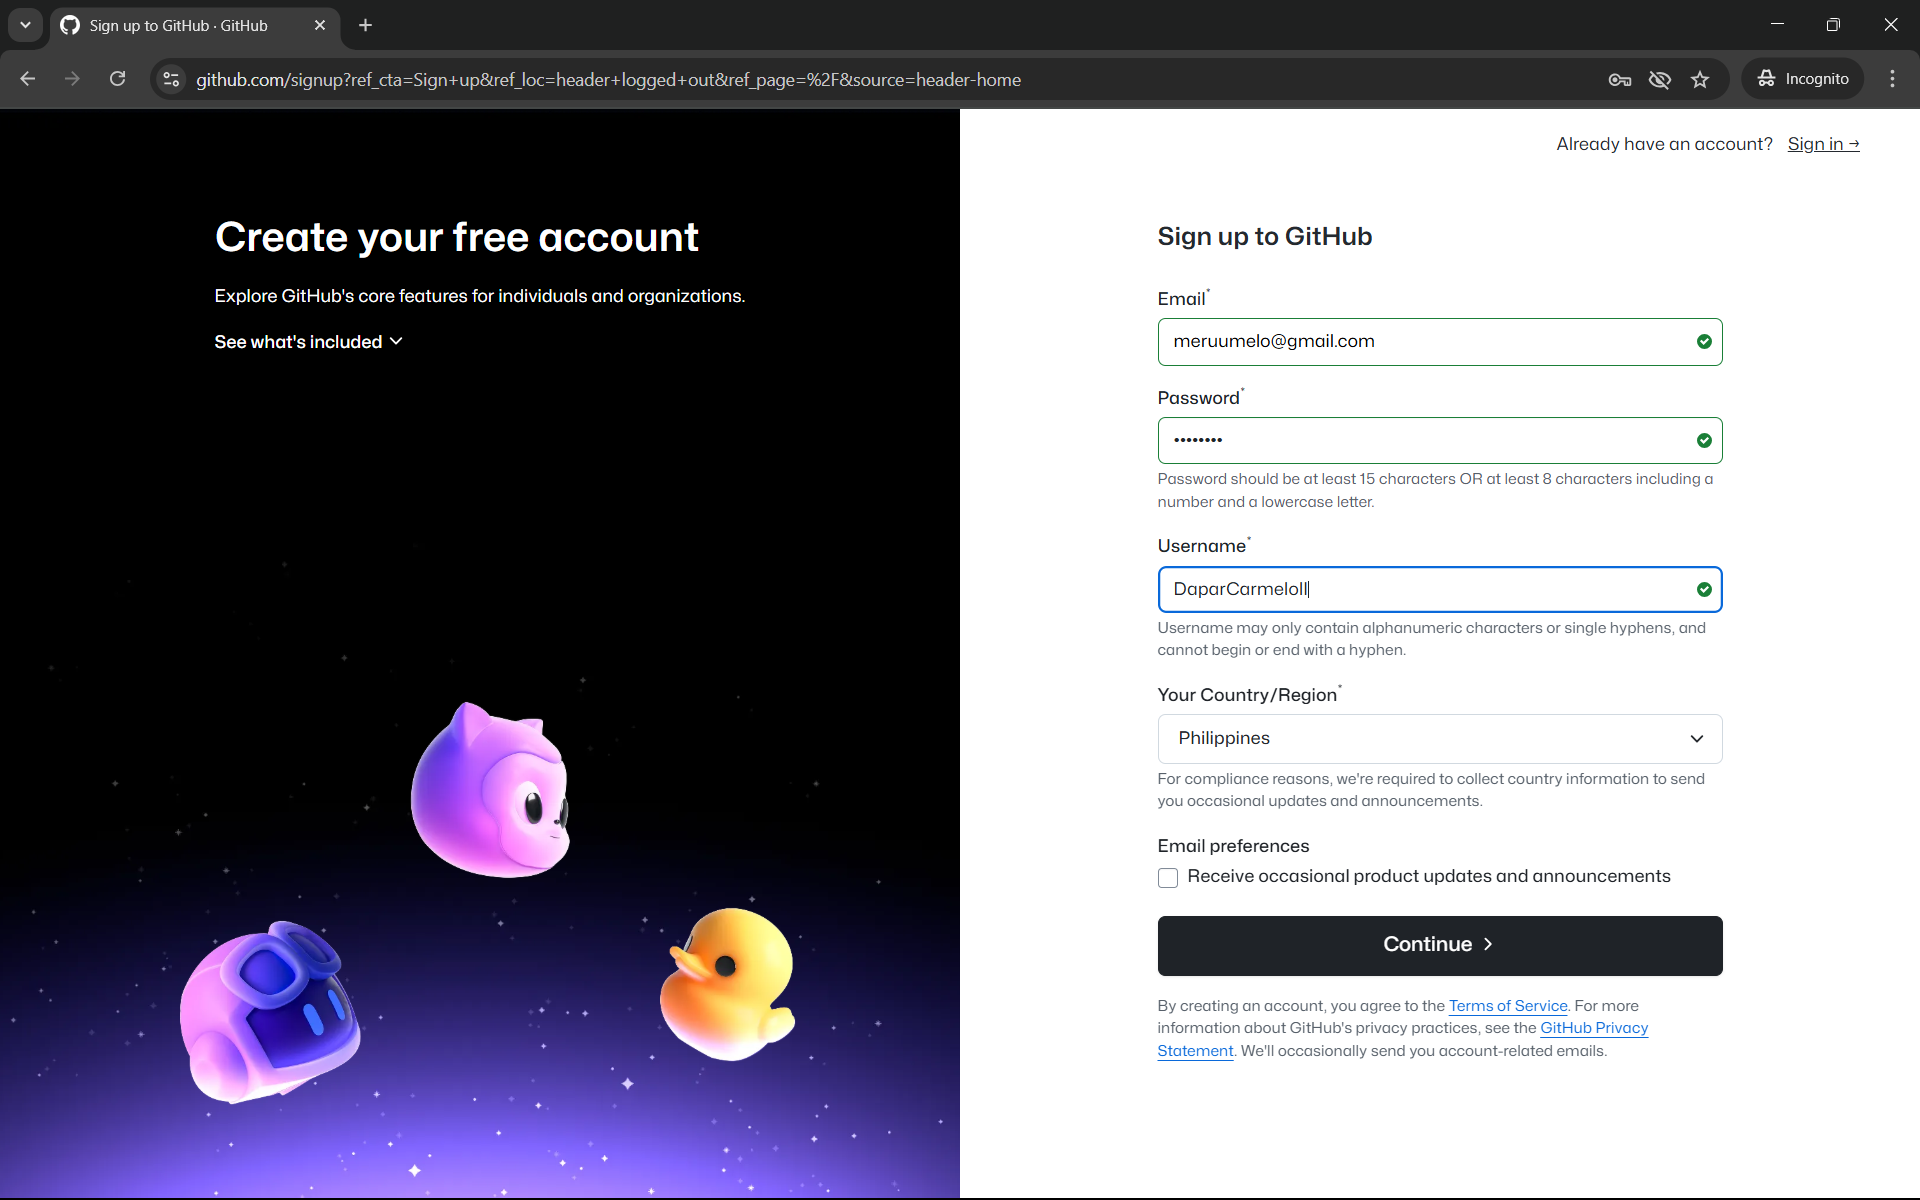 Sign up to GitHub · GitHub
github.com/signup?ref_cta=Sign+up&ref_loc=header+logged+out&ref_page=%2F&source=header-home
Incognito
Already have an account? Sign in →
Create your free account
Explore GitHub's core features for individuals and organizations.
See what's included
Sign up to GitHub
Email*
meruumelo@gmail.com
Password*
••••••••
Password should be at least 15 characters OR at least 8 characters including a
number and a lowercase letter.
Username*
DaparCarmeloII
Username may only contain alphanumeric characters or single hyphens, and
cannot begin or end with a hyphen.
Your Country/Region*
Philippines
For compliance reasons, we're required to collect country information to send
you occasional updates and announcements.
Email preferences
Receive occasional product updates and announcements
Continue
By creating an account, you agree to the Terms of Service. For more
information about GitHub's privacy practices, see the GitHub Privacy
Statement. We'll occasionally send you account-related emails.